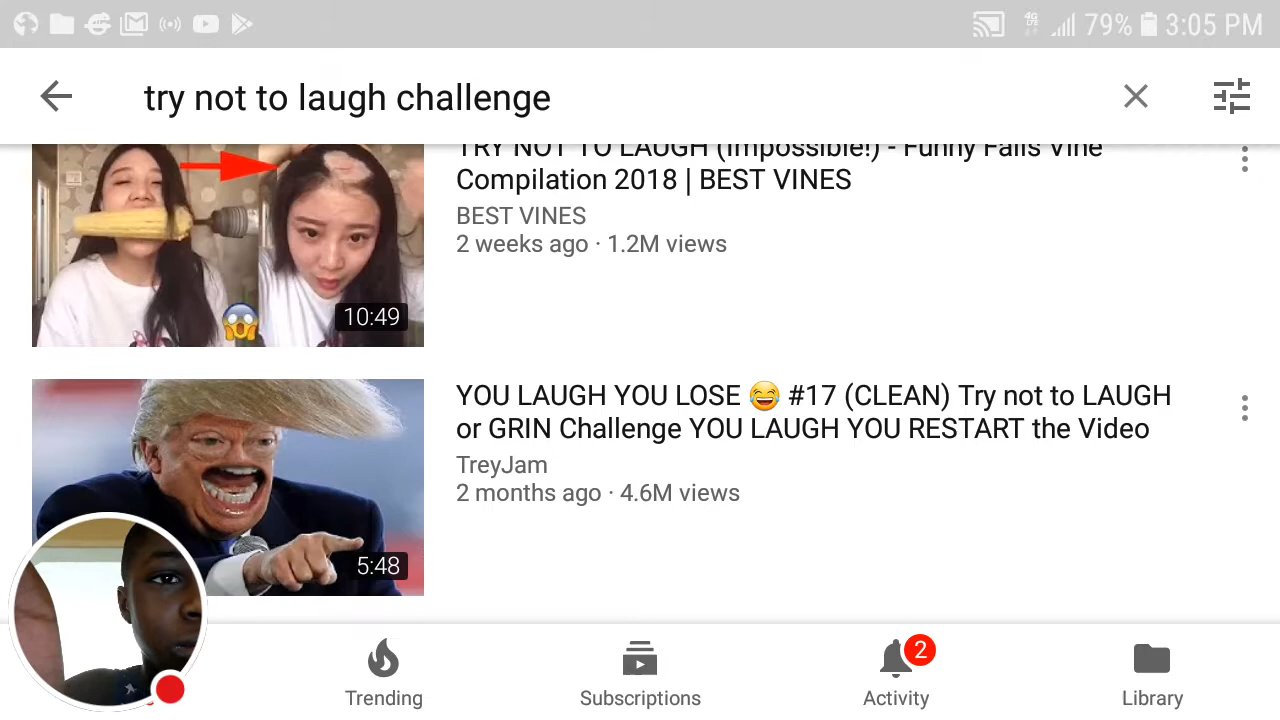 79% 3:05 PM
try not to laugh challenge
TRY NOT TO LAUGH (Impossible!) - Funny Fails Vine
Compilation 2018 | BEST VINES
BEST VINES
2 weeks ago · 1.2M views
10:49
YOU LAUGH YOU LOSE 😂 #17 (CLEAN) Try not to LAUGH
or GRIN Challenge YOU LAUGH YOU RESTART the Video
TreyJam
2 months ago · 4.6M views
5:48
Trending
Subscriptions
2
Activity
Library